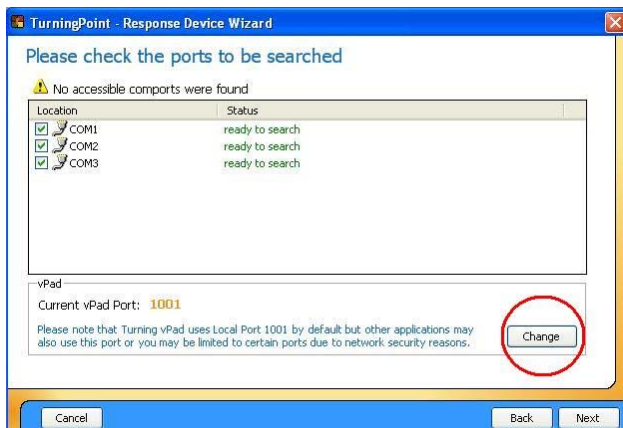 TurningPoint - Response Device Wizard
Please check the ports to be searched
No accessible comports were found
Location Status
COM1 ready to search
COM2 ready to search
COM3 ready to search
vPad
Current vPad Port: 1001
Please note that Turning vPad uses Local Port 1001 by default but other applications may
also use this port or you may be limited to certain ports due to network security reasons.
Change
Cancel Back Next